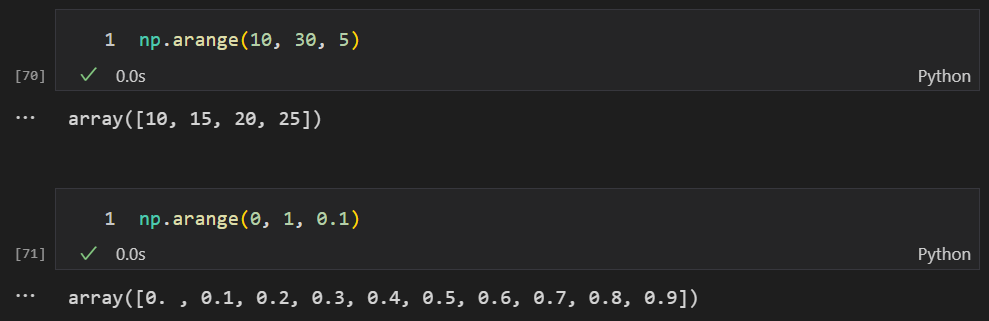 1 np.arange(10, 30, 5)
[70] ✓ 0.0s Python
... array([10, 15, 20, 25])
1 np.arange(0, 1, 0.1)
[71] ✓ 0.0s Python
... array([0. , 0.1, 0.2, 0.3, 0.4, 0.5, 0.6, 0.7, 0.8, 0.9])